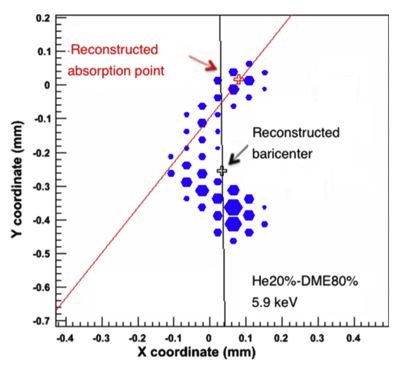 0.2
0.1
0
-0.1
-0.2
-0.3
-0.4
-0.5
-0.6
-0.7
Y coordinate (mm)
Reconstructed
absorption point
Reconstructed
baricenter
He20%-DME80%
5.9 keV
-0.4 -0.3 -0.2 -0.1 0 0.1 0.2 0.3 0.4
X coordinate (mm)